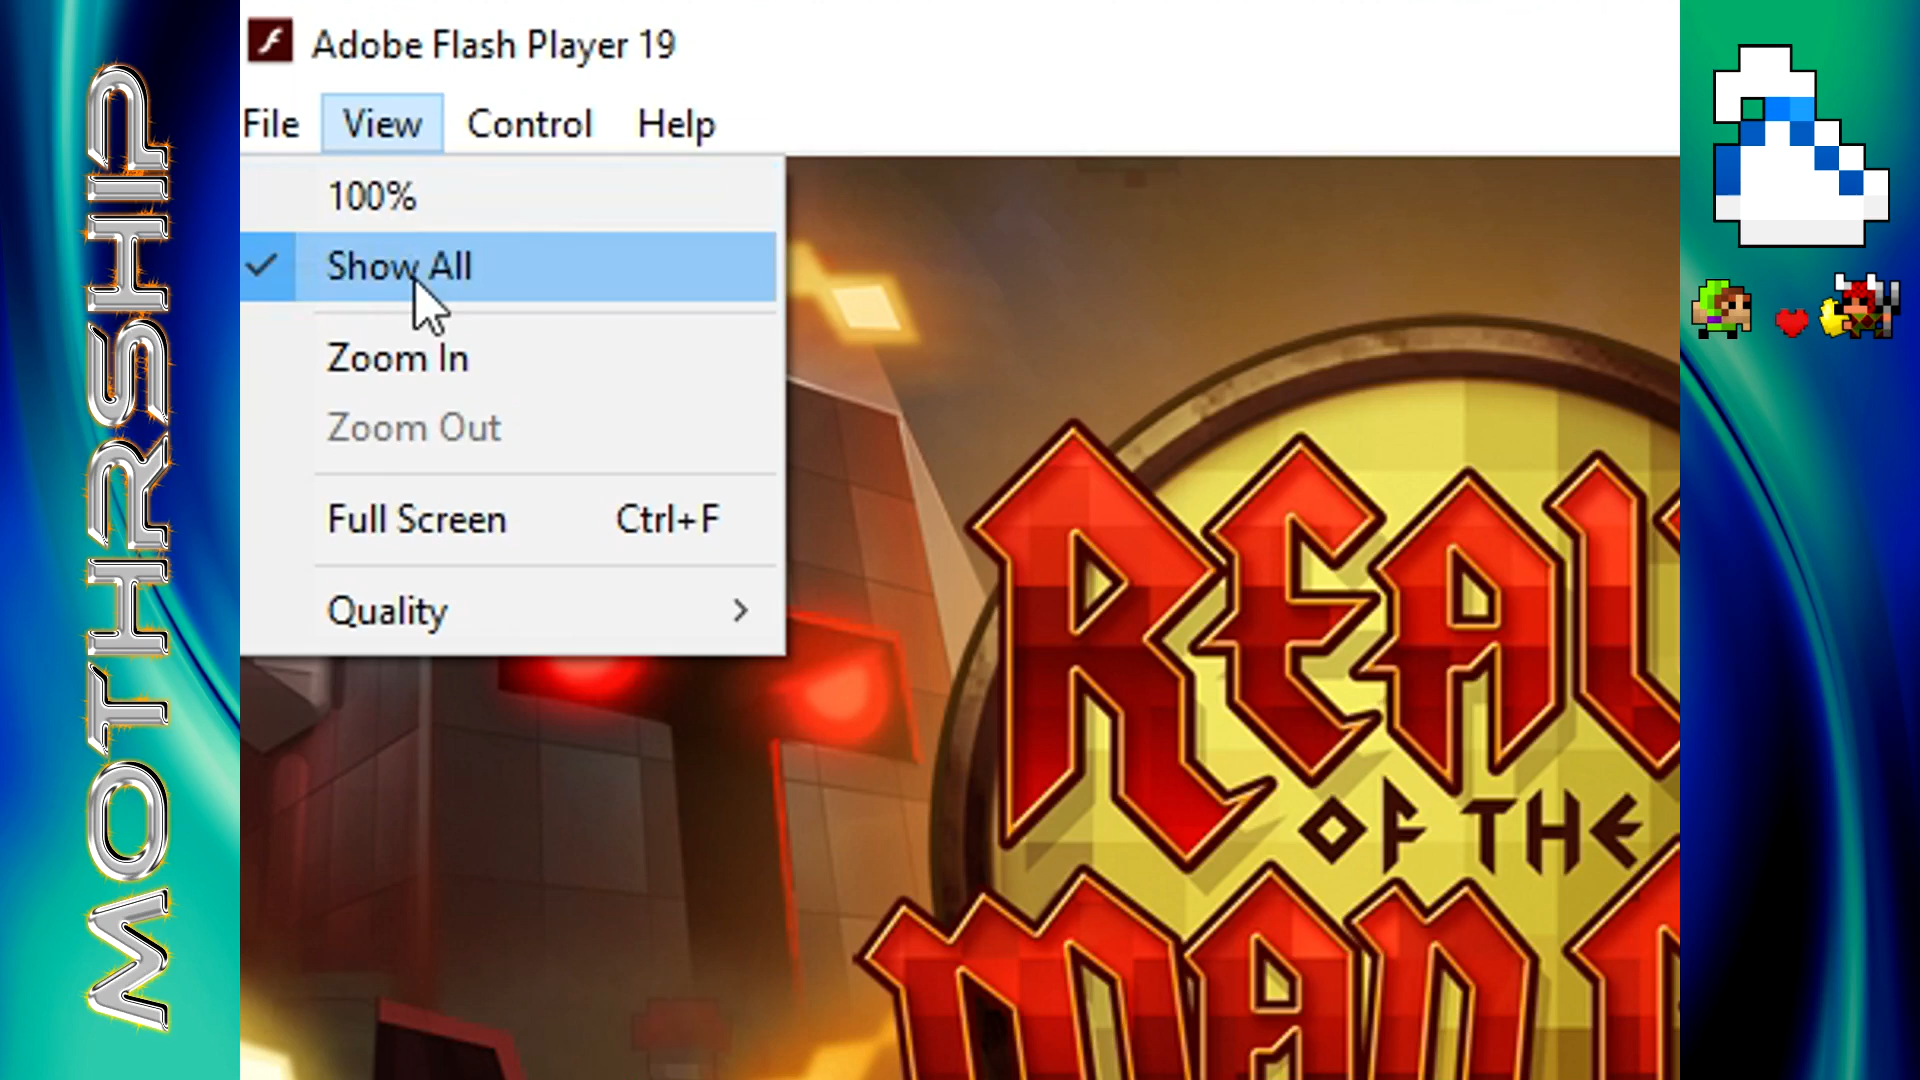 MOTHRSHIP
Adobe Flash Player 19
File View Control Help
100%
Show All
Zoom In
Zoom Out
Full Screen Ctrl+F
Quality
OF THE